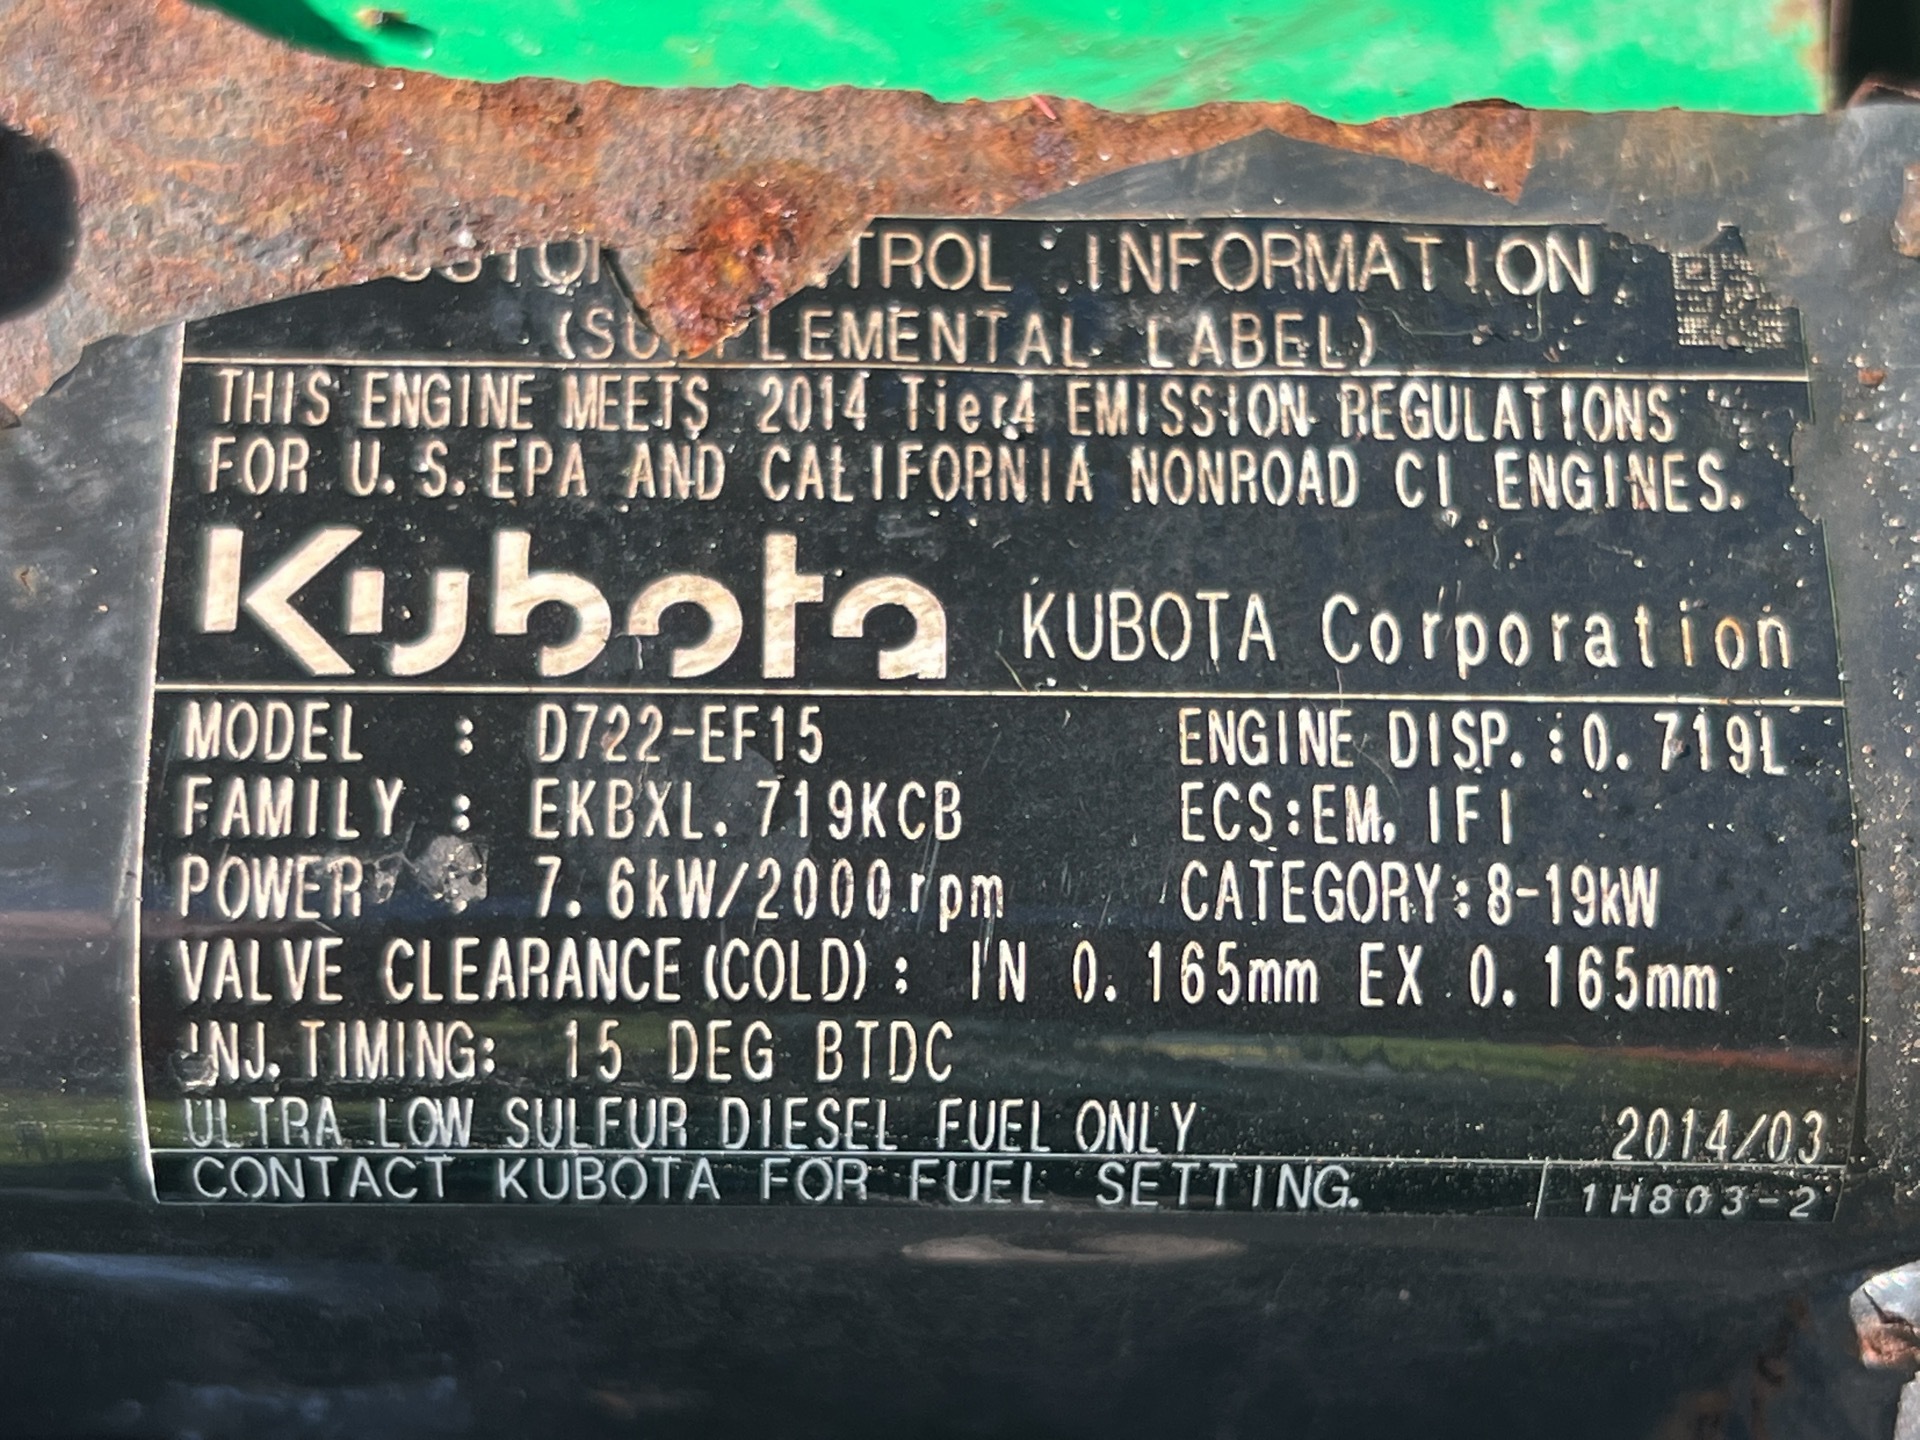 TROL INFORMATION
LEMENTAL LABEL)
THIS ENGINE MEETS 2014 Tier4 EMISSION REGULATIONS
FOR U.S. EPA AND CALIFORNIA NONROAD CI ENGINES.
Kubota KUBOTA Corporation
MODEL : D722-EF15 ENGINE DISP.:0.719L
FAMILY : EKBXL.719KCB ECS:EM, IFI
POWER : 7.6kW/2000rpm CATEGORY:8-19kW
VALVE CLEARANCE(COLD): IN 0.165mm EX 0.165mm
INJ.TIMING: 15 DEG BTDC
ULTRA LOW SULFUR DIESEL FUEL ONLY 2014/03
CONTACT KUBOTA FOR FUEL SETTING. 1H803-2